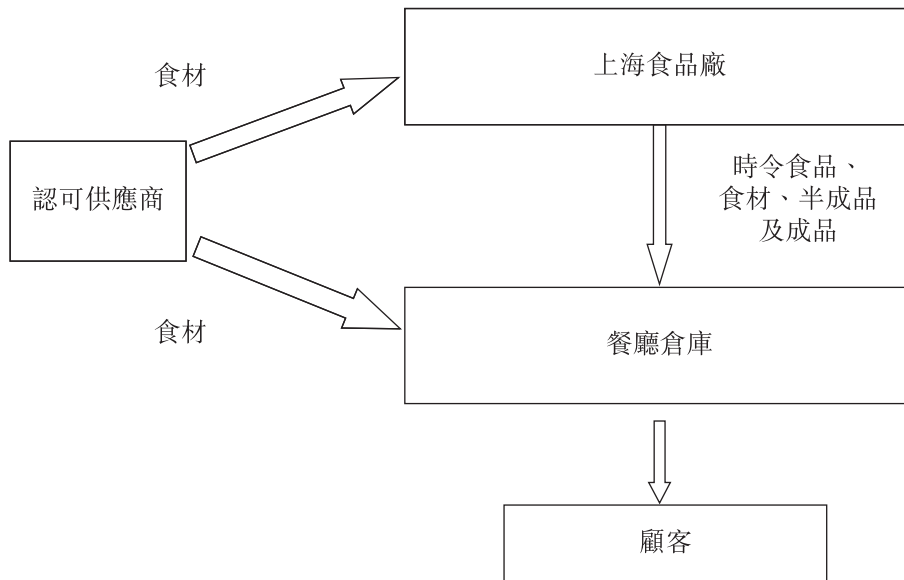 上海食品廠
食材
認可供應商
時令食品、
食材、半成品
及成品
食材
餐廳倉庫
顧客